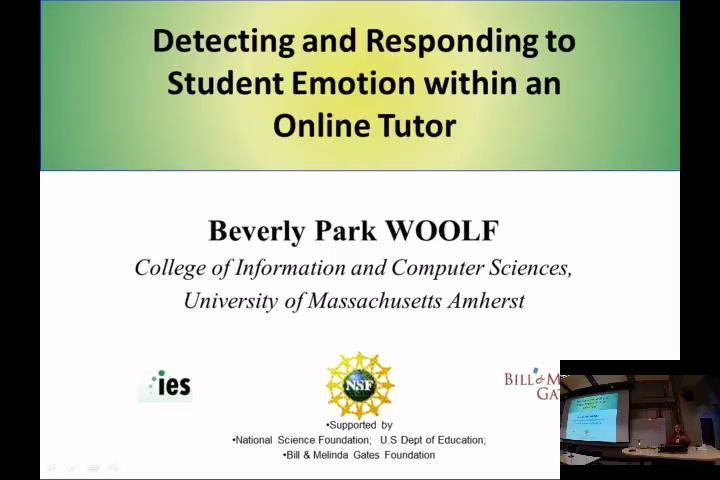 Detecting and Responding to
Student Emotion within an
Online Tutor
Beverly Park WOOLF
College of Information and Computer Sciences,
University of Massachusetts Amherst
ies
NSF
BILL & M
GA
•Supported by
•National Science Foundation; U.S Dept of Education;
•Bill & Melinda Gates Foundation